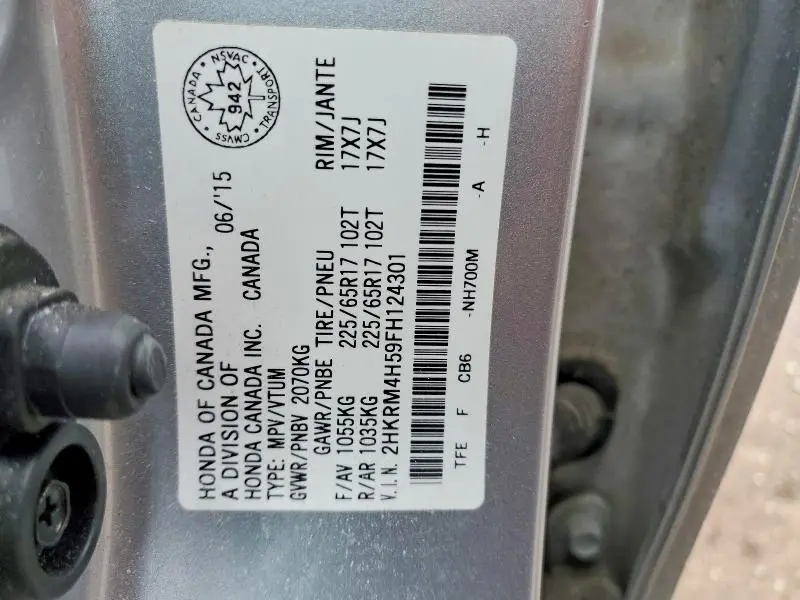 HONDA OF CANADA MFG., 06/'15
A DIVISION OF
HONDA CANADA INC. CANADA
TYPE: MPV/VTUM
GVWR/PNBV 2070KG
GAWR/PNBE TIRE/PNEU RIM/JANTE
F/AV 1055KG 225/65R17 102T 17X7J
R/AR 1035KG 225/65R17 102T 17X7J
V.I.N. 2HKRM4H59FH124301
TFE F CB6 -NH700M -A -H
CANADA • NSVAC • TRANSPORT • CMVSS •
942